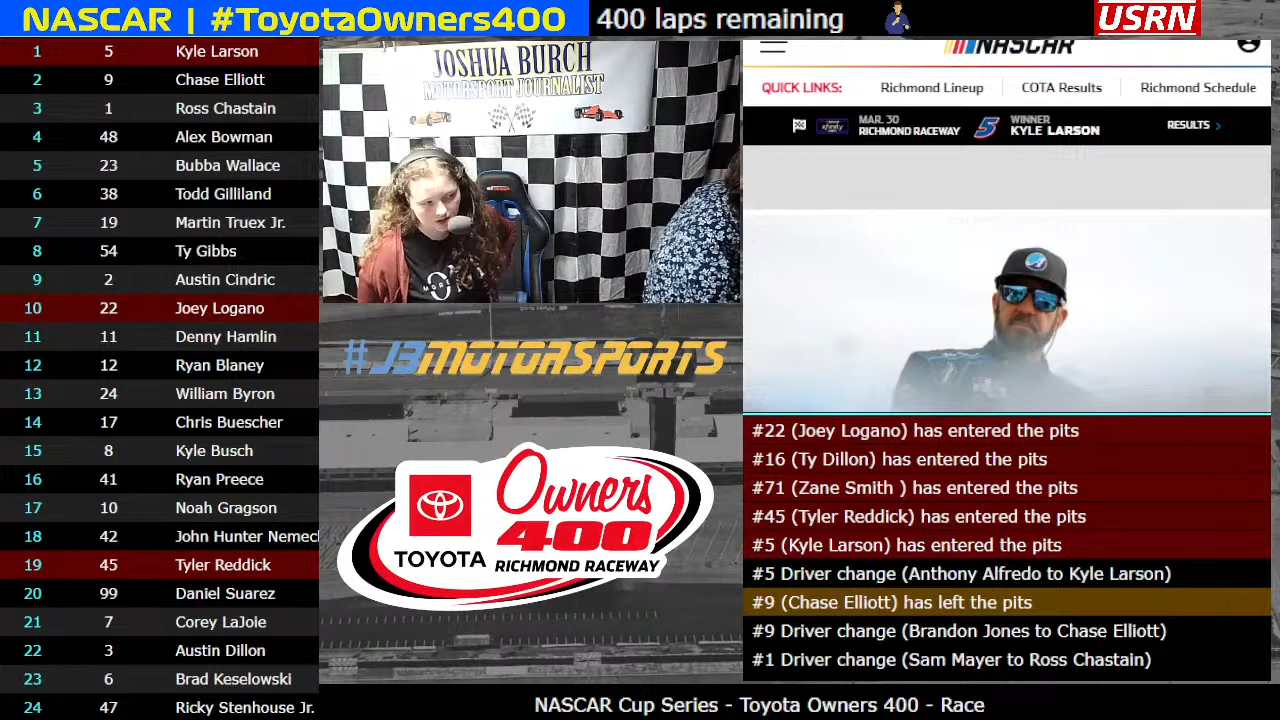 NASCAR | #ToyotaOwners400
400 laps remaining
USRN
1 5 Kyle Larson
2 9 Chase Elliott
3 1 Ross Chastain
4 48 Alex Bowman
5 23 Bubba Wallace
6 38 Todd Gilliland
7 19 Martin Truex Jr.
8 54 Ty Gibbs
9 2 Austin Cindric
10 22 Joey Logano
11 11 Denny Hamlin
12 12 Ryan Blaney
13 24 William Byron
14 17 Chris Buescher
15 8 Kyle Busch
16 41 Ryan Preece
17 10 Noah Gragson
18 42 John Hunter Nemec
19 45 Tyler Reddick
20 99 Daniel Suarez
21 7 Corey LaJoie
22 3 Austin Dillon
23 6 Brad Keselowski
24 47 Ricky Stenhouse Jr.
JOSHUA BURCH
MOTORSPORT JOURNALIST
#JBMOTORSPORTS
TOYOTA
Owners
400
RICHMOND RACEWAY
NASCAR
QUICK LINKS: Richmond Lineup COTA Results Richmond Schedule
xfinity
MAR. 30
RICHMOND RACEWAY
5
WINNER
KYLE LARSON
RESULTS >
#22 (Joey Logano) has entered the pits
#16 (Ty Dillon) has entered the pits
#71 (Zane Smith ) has entered the pits
#45 (Tyler Reddick) has entered the pits
#5 (Kyle Larson) has entered the pits
#5 Driver change (Anthony Alfredo to Kyle Larson)
#9 (Chase Elliott) has left the pits
#9 Driver change (Brandon Jones to Chase Elliott)
#1 Driver change (Sam Mayer to Ross Chastain)
NASCAR Cup Series - Toyota Owners 400 - Race